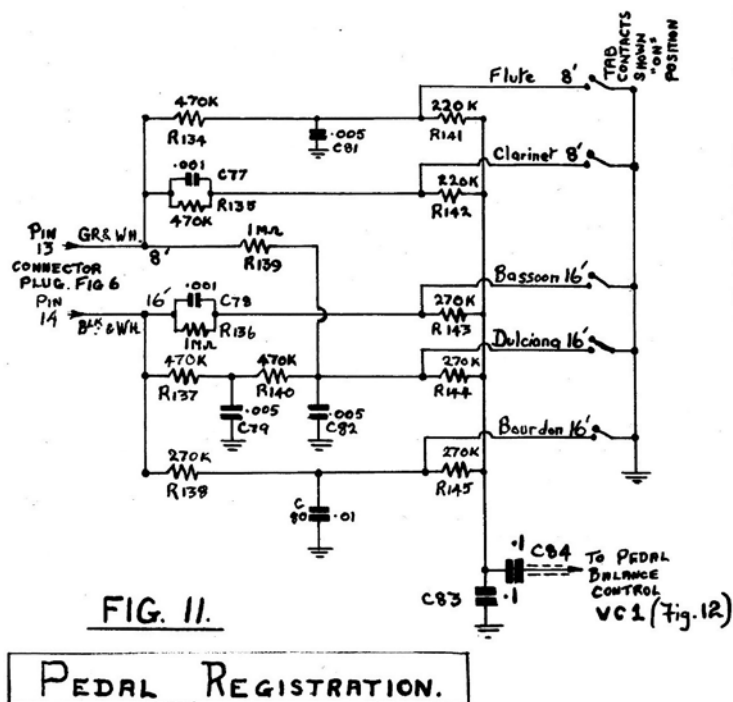 TAB
CONTACTS
SHOWN
"ON"
POSITION
Flute 8'
470K
R134
.005
C81
220K
R141
Clarinet 8'
.001 C77
R135
470K
220K
R142
PIN
13
GR & WH.
8'
1MΩ
R139
CONNECTOR
PLUG. FIG 6
PIN
14
BLK & WH.
16'
.001
C78
R136
1MΩ
Bassoon 16'
270K
R143
Dulciana 16'
470K
R137
470K
R140
270K
R144
.005
C79
.005
C82
Bourdon 16'
270K
R138
270K
R145
C
80 .01
.1 C84
TO PEDAL
BALANCE
CONTROL
VC1 (Fig. 12)
C83 .1
FIG. 11.
PEDAL REGISTRATION.